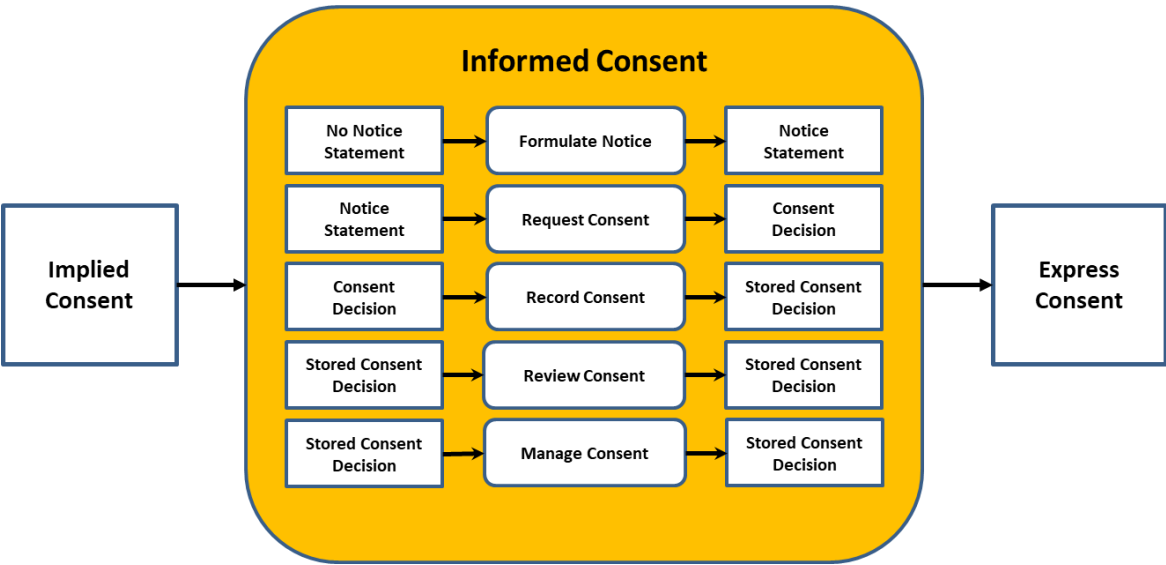 Informed Consent
No Notice
Statement
Formulate Notice
Notice
Statement
Notice
Statement
Request Consent
Consent
Decision
Implied
Consent
Consent
Decision
Record Consent
Stored Consent
Decision
Express
Consent
Stored Consent
Decision
Review Consent
Stored Consent
Decision
Stored Consent
Decision
Manage Consent
Stored Consent
Decision